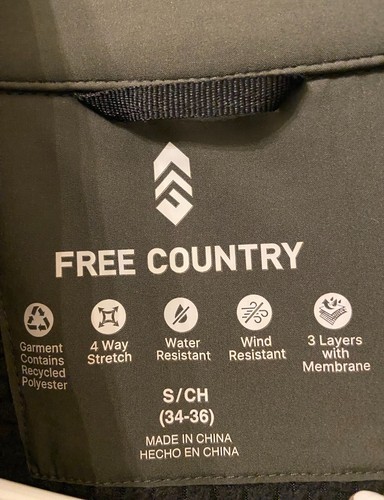 FREE COUNTRY
Garment
Contains
Recycled
Polyester
4 Way
Stretch
Water
Resistant
Wind
Resistant
3 Layers
with
Membrane
S/CH
(34-36)
MADE IN CHINA
HECHO EN CHINA